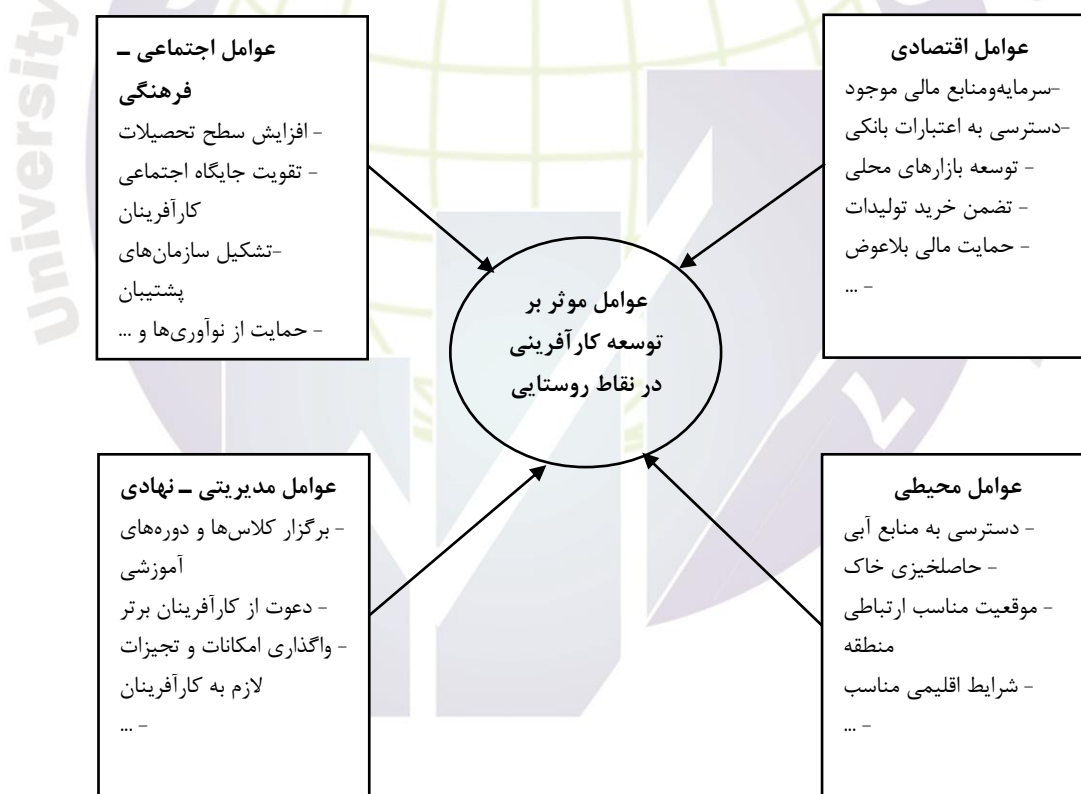 University
عوامل اقتصادی
-سرمایه‌ومنابع مالی موجود
-دسترسی به اعتبارات بانکی
- توسعه بازارهای محلی
- تضمن خرید تولیدات
- حمایت مالی بلاعوض
- ...
عوامل اجتماعی ـ
فرهنگی
- افزایش سطح تحصیلات
- تقویت جایگاه اجتماعی
کارآفرینان
-تشکیل سازمان‌های
پشتیبان
- حمایت از نوآوری‌ها و ...
عوامل موثر بر
توسعه کارآفرینی
در نقاط روستایی
عوامل محیطی
- دسترسی به منابع آبی
- حاصلخیزی خاک
- موقعیت مناسب ارتباطی
منطقه
- شرایط اقلیمی مناسب
- ...
عوامل مدیریتی ـ نهادی
- برگزار کلاس‌ها و دوره‌های
آموزشی
- دعوت از کارآفرینان برتر
- واگذاری امکانات و تجیزات
لازم به کارآفرینان
- ...